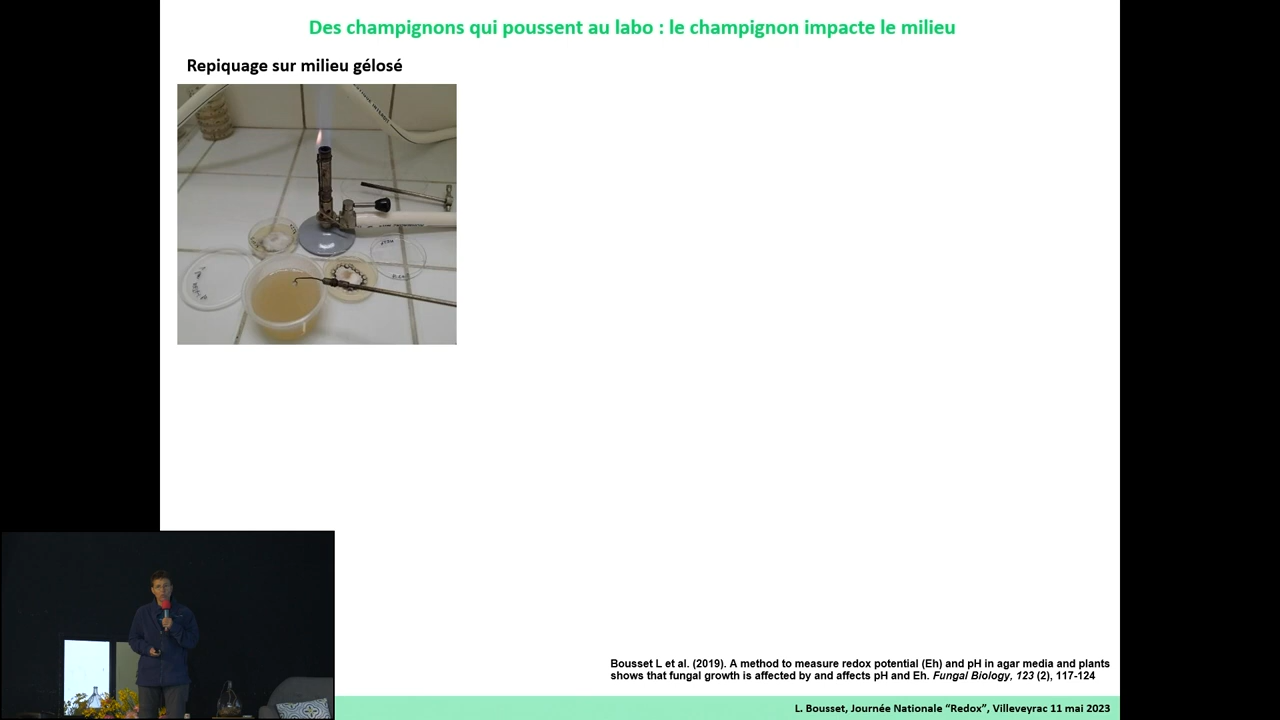 Des champignons qui poussent au labo : le champignon impacte le milieu
Repiquage sur milieu gélosé
Bousset L et al. (2019). A method to measure redox potential (Eh) and pH in agar media and plants
shows that fungal growth is affected by and affects pH and Eh. Fungal Biology, 123 (2), 117-124
L. Bousset, Journée Nationale “Redox”, Villeveyrac 11 mai 2023